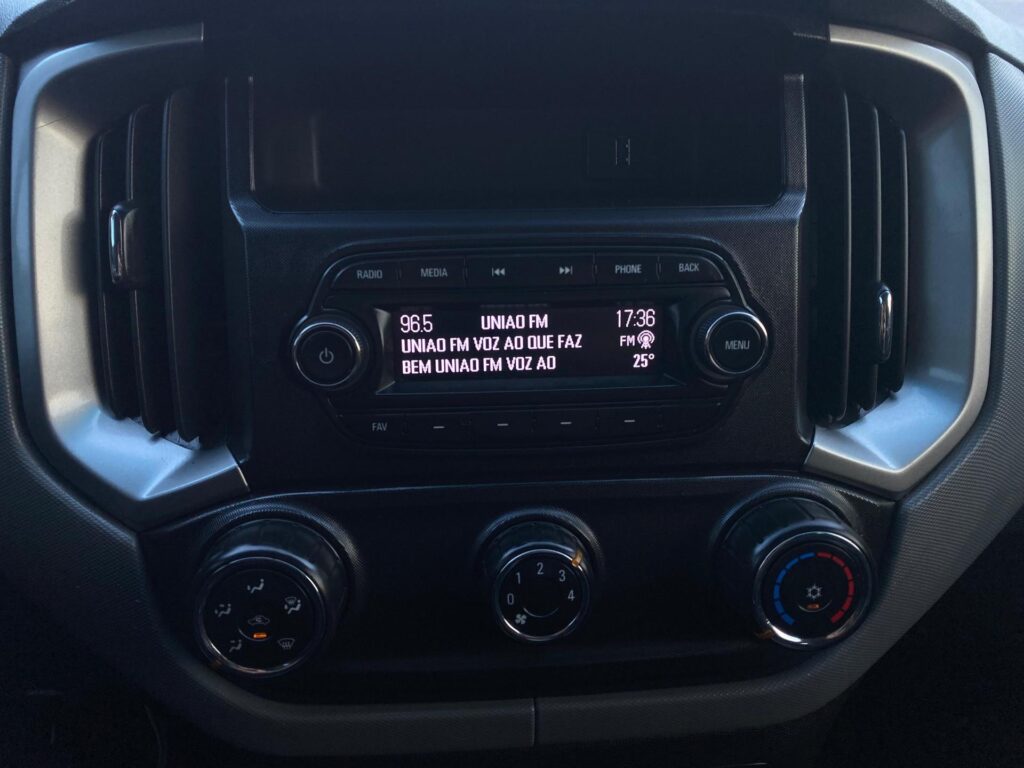 RADIO MEDIA PHONE BACK
96.5 UNIAO FM 17:36
UNIAO FM VOZ AO QUE FAZ FM
BEM UNIAO FM VOZ AO 25°
MENU
FAV
0 1 2 3 4